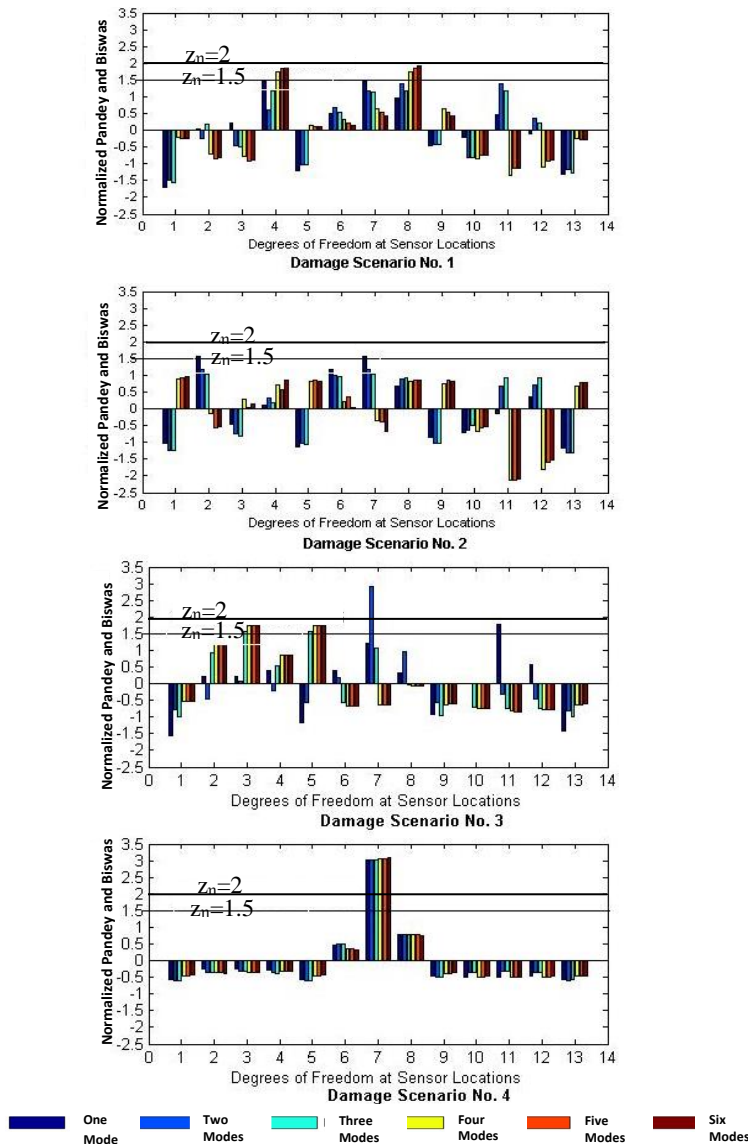 Normalized Pandey and Biswas
3.5
3
2.5
2
1.5
1
0.5
0
-0.5
-1
-1.5
-2
-2.5
zn=2
zn=1.5
0 1 2 3 4 5 6 7 8 9 10 11 12 13 14
Degrees of Freedom at Sensor Locations
Damage Scenario No. 1
Normalized Pandey and Biswas
3.5
3
2.5
2
1.5
1
0.5
0
-0.5
-1
-1.5
-2
-2.5
zn=2
zn=1.5
0 1 2 3 4 5 6 7 8 9 10 11 12 13 14
Degrees of Freedom at Sensor Locations
Damage Scenario No. 2
Normalized Pandey and Biswas
3.5
3
2.5
2
1.5
1
0.5
0
-0.5
-1
-1.5
-2
-2.5
zn=2
zn=1.5
0 1 2 3 4 5 6 7 8 9 10 11 12 13 14
Degrees of Freedom at Sensor Locations
Damage Scenario No. 3
Normalized Pandey and Biswas
3.5
3
2.5
2
1.5
1
0.5
0
-0.5
-1
-1.5
-2
-2.5
zn=2
zn=1.5
0 1 2 3 4 5 6 7 8 9 10 11 12 13 14
Degrees of Freedom at Sensor Locations
Damage Scenario No. 4
One Mode
Two Modes
Three Modes
Four Modes
Five Modes
Six Modes